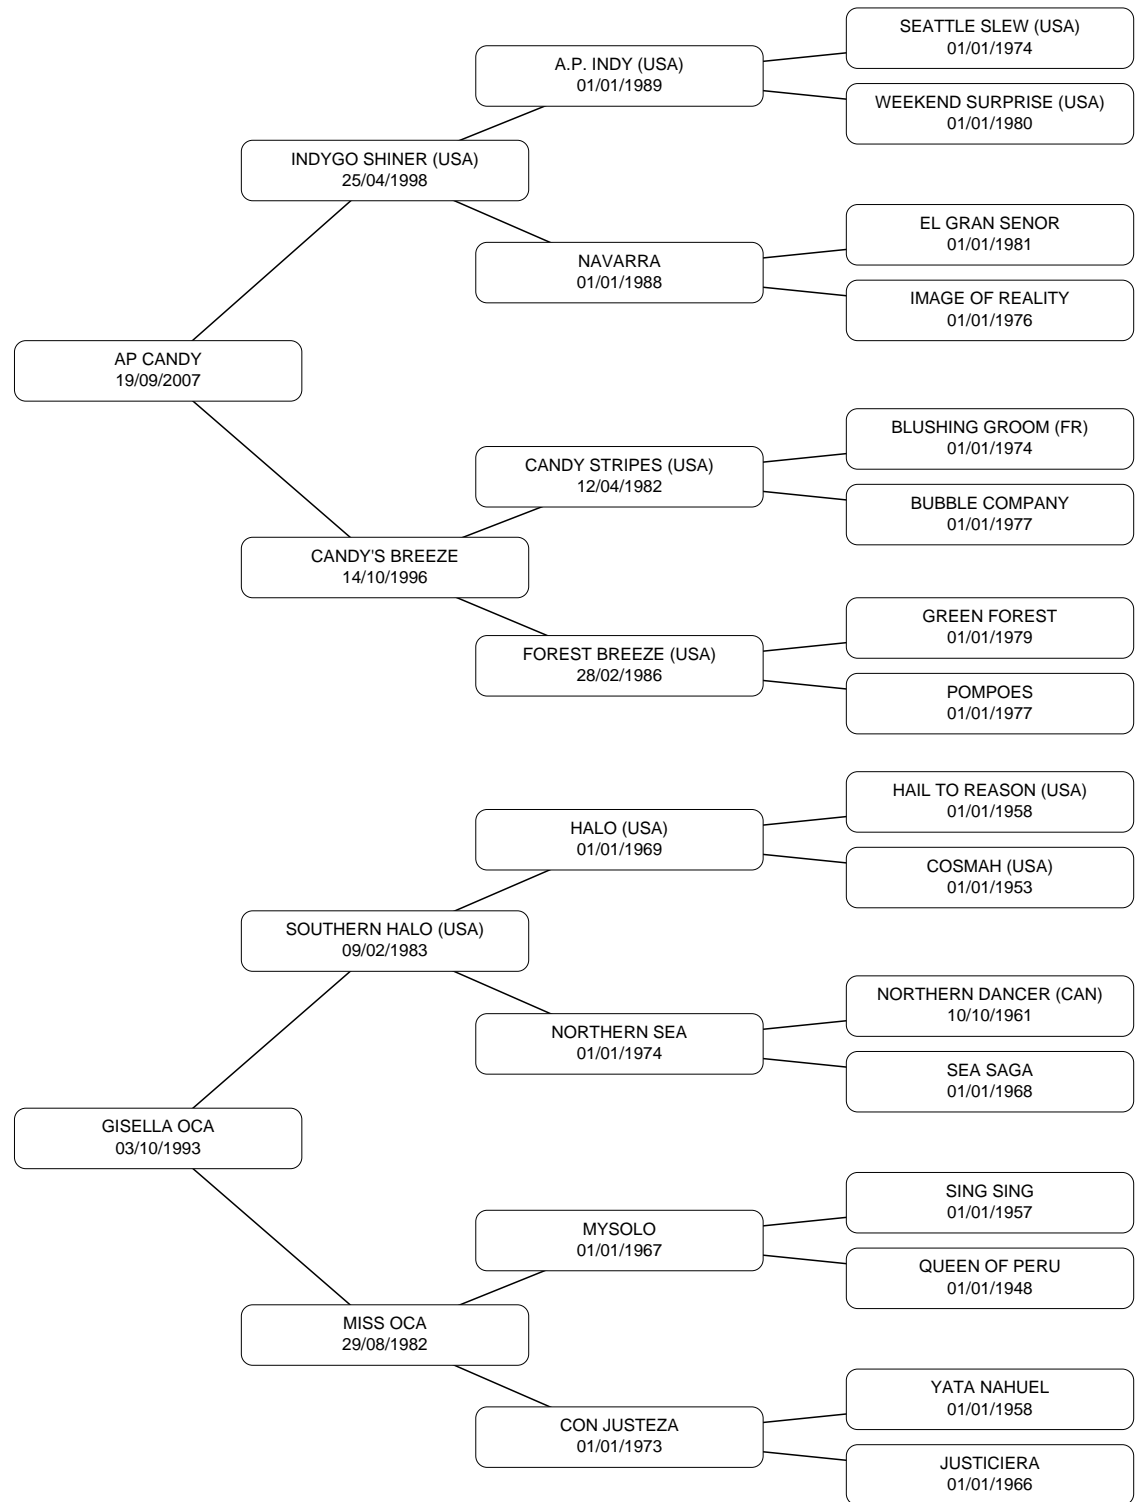 SEATTLE SLEW (USA)
01/01/1974
A.P. INDY (USA)
01/01/1989
WEEKEND SURPRISE (USA)
01/01/1980
INDYGO SHINER (USA)
25/04/1998
EL GRAN SENOR
01/01/1981
NAVARRA
01/01/1988
IMAGE OF REALITY
01/01/1976
AP CANDY
19/09/2007
BLUSHING GROOM (FR)
01/01/1974
CANDY STRIPES (USA)
12/04/1982
BUBBLE COMPANY
01/01/1977
CANDY'S BREEZE
14/10/1996
GREEN FOREST
01/01/1979
FOREST BREEZE (USA)
28/02/1986
POMPOES
01/01/1977
HAIL TO REASON (USA)
01/01/1958
HALO (USA)
01/01/1969
COSMAH (USA)
01/01/1953
SOUTHERN HALO (USA)
09/02/1983
NORTHERN DANCER (CAN)
10/10/1961
NORTHERN SEA
01/01/1974
SEA SAGA
01/01/1968
GISELLA OCA
03/10/1993
SING SING
01/01/1957
MYSOLO
01/01/1967
QUEEN OF PERU
01/01/1948
MISS OCA
29/08/1982
YATA NAHUEL
01/01/1958
CON JUSTEZA
01/01/1973
JUSTICIERA
01/01/1966